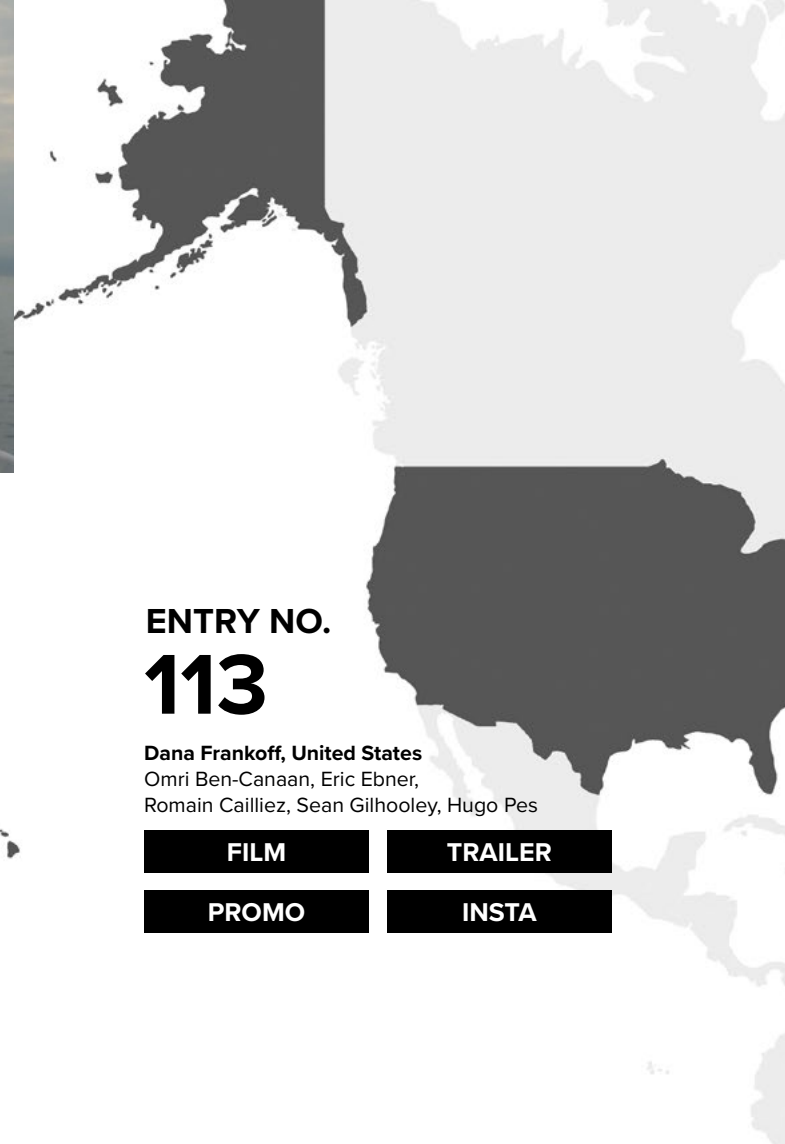 ENTRY NO.
113
Dana Frankoff, United States
Omri Ben-Canaan, Eric Ebner,
Romain Cailliez, Sean Gilhooley, Hugo Pes
FILM
TRAILER
PROMO
INSTA